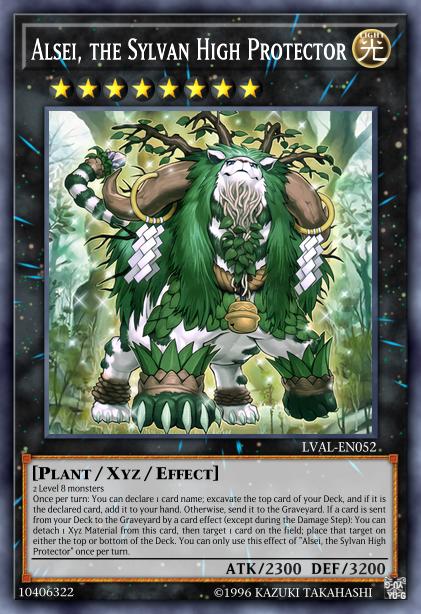 Alsei, the Sylvan High Protector
LIGHT
光
LVAL-EN052
[Plant / Xyz / Effect]
2 Level 8 monsters
Once per turn: You can declare 1 card name; excavate the top card of your Deck, and if it is
the declared card, add it to your hand. Otherwise, send it to the Graveyard. If a card is sent
from your Deck to the Graveyard by a card effect (except during the Damage Step): You can
detach 1 Xyz Material from this card, then target 1 card on the field; place that target on
either the top or bottom of the Deck. You can only use this effect of "Alsei, the Sylvan High
Protector" once per turn.
ATK/2300 DEF/3200
10406322
©1996 KAZUKI TAKAHASHI